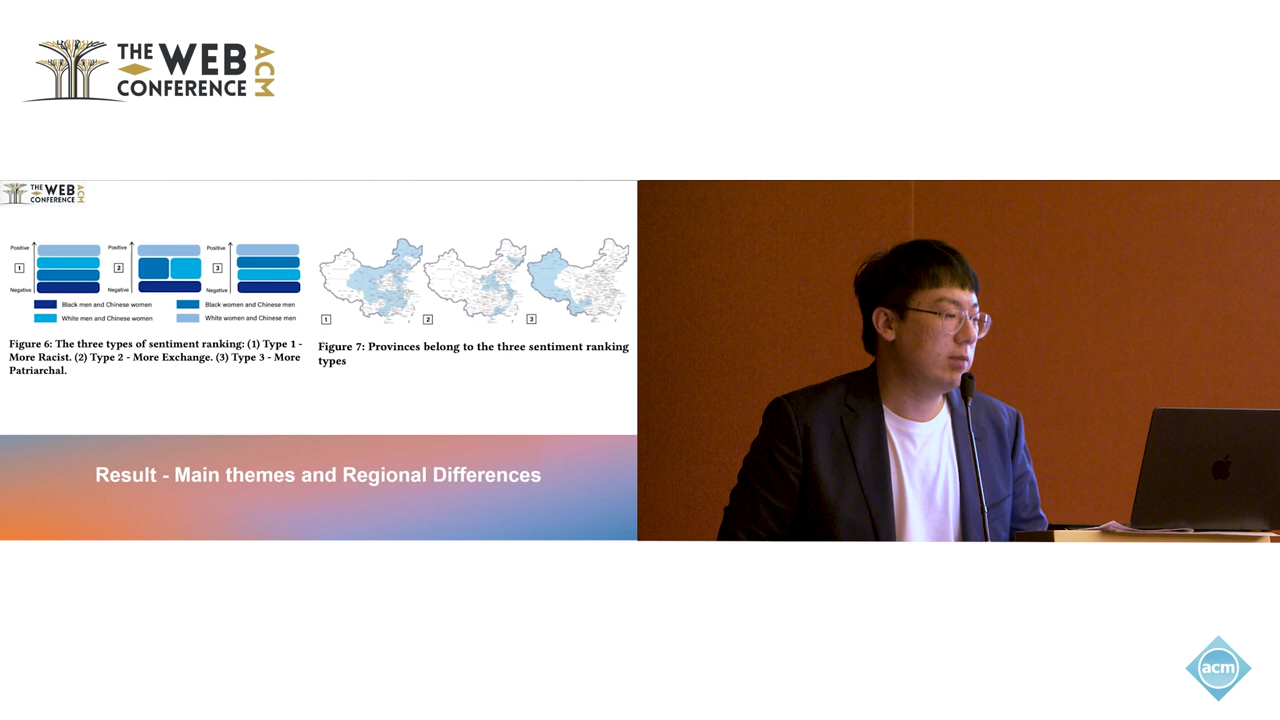 THE WEB
CONFERENCE
ACM
THE WEB
CONFERENCE
ACM
Positive
1
Negative
Positive
2
Negative
Positive
3
Negative
Black men and Chinese women
Black women and Chinese men
White men and Chinese women
White women and Chinese men
Figure 6: The three types of sentiment ranking: (1) Type 1 -
More Racist. (2) Type 2 - More Exchange. (3) Type 3 - More
Patriarchal.
1
2
3
Figure 7: Provinces belong to the three sentiment ranking
types
Result - Main themes and Regional Differences
acm